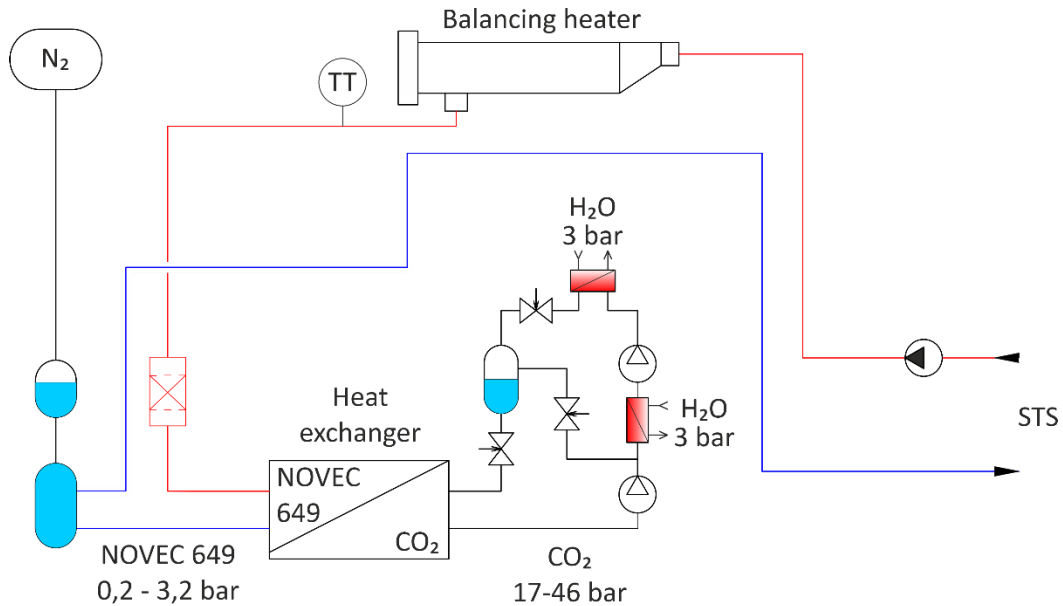 Balancing heater
N₂
TT
H₂O
3 bar
Heat
exchanger
H₂O
3 bar
STS
NOVEC
649
CO₂
NOVEC 649
0,2 - 3,2 bar
CO₂
17-46 bar